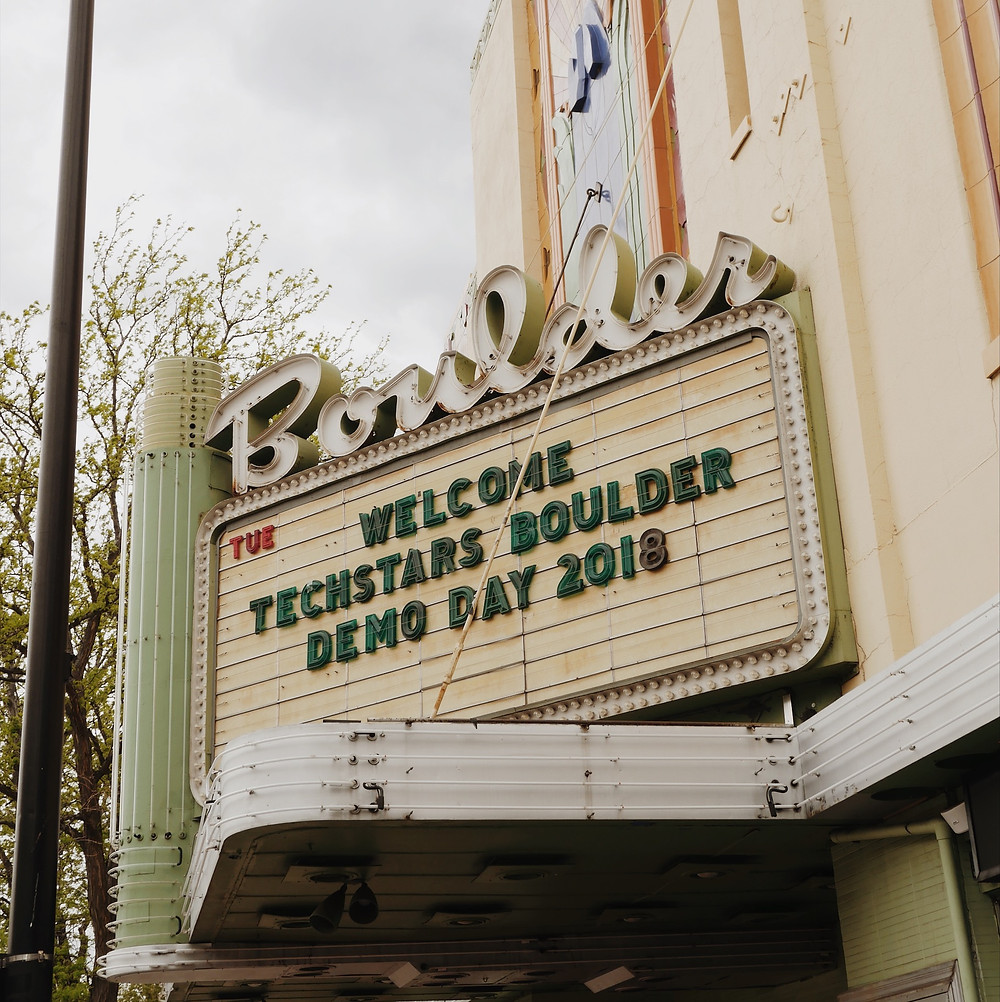 Boulder
WELCOME
TUE
TECHSTARS BOULDER
DEMO DAY 2018